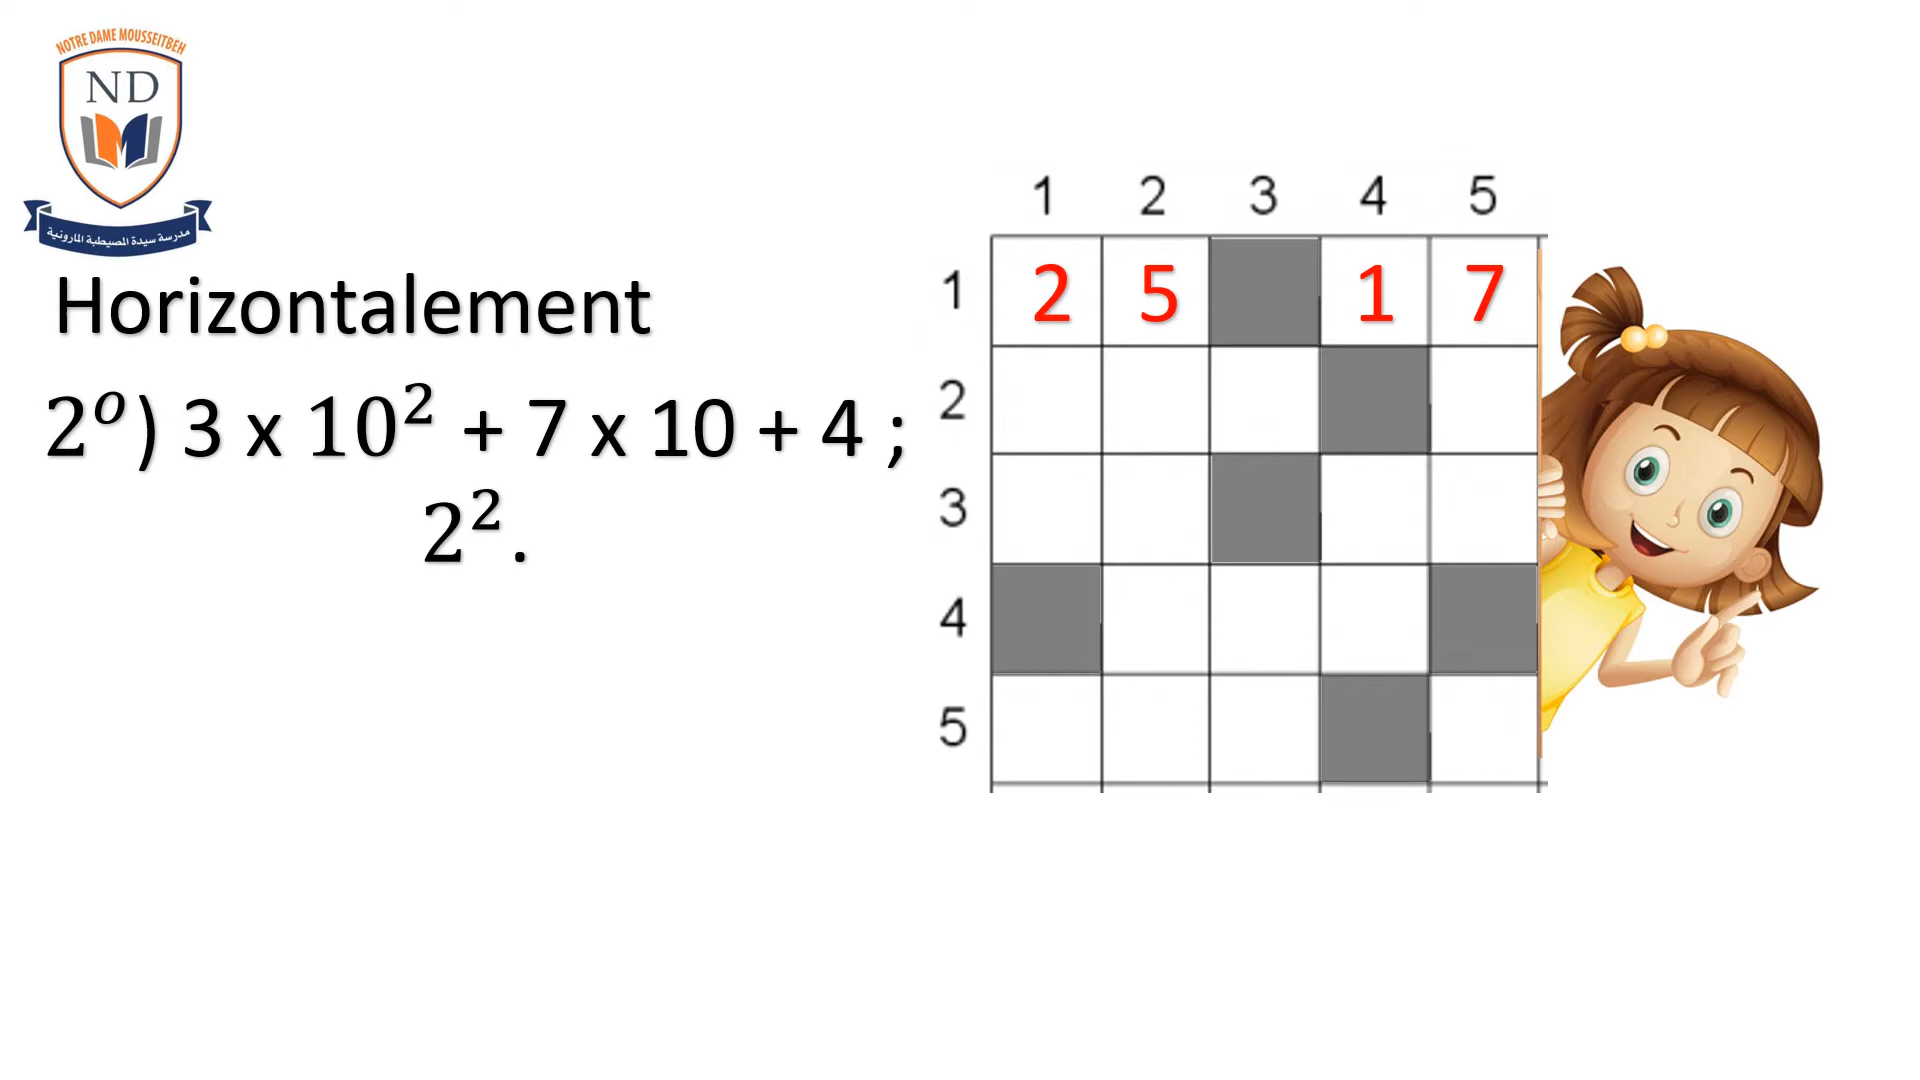 NOTRE DAME MOUSSEITBEH
ND
مدرسة سيدة المصيطبة المارونية
Horizontalement
2º) 3 x 10² + 7 x 10 + 4 ;
2².
1 2 3 4 5
1 2 5 1 7
2
3
4
5